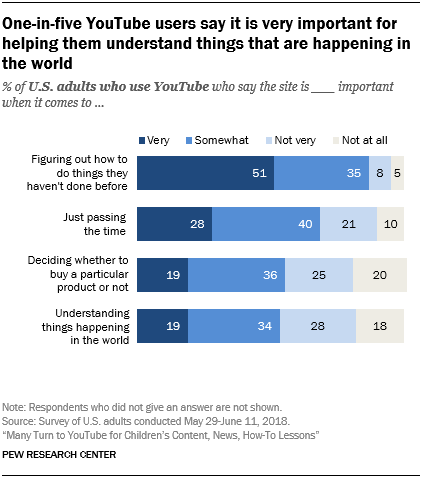 One-in-five YouTube users say it is very important for
helping them understand things that are happening in
the world
% of U.S. adults who use YouTube who say the site is ___ important
when it comes to ...
Very
Somewhat
Not very
Not at all
Figuring out how to
do things they
haven't done before
51 35 8 5
Just passing
the time
28 40 21 10
Deciding whether to
buy a particular
product or not
19 36 25 20
Understanding
things happening
in the world
19 34 28 18
Note: Respondents who did not give an answer are not shown.
Source: Survey of U.S. adults conducted May 29-June 11, 2018.
"Many Turn to YouTube for Children's Content, News, How-To Lessons"
PEW RESEARCH CENTER